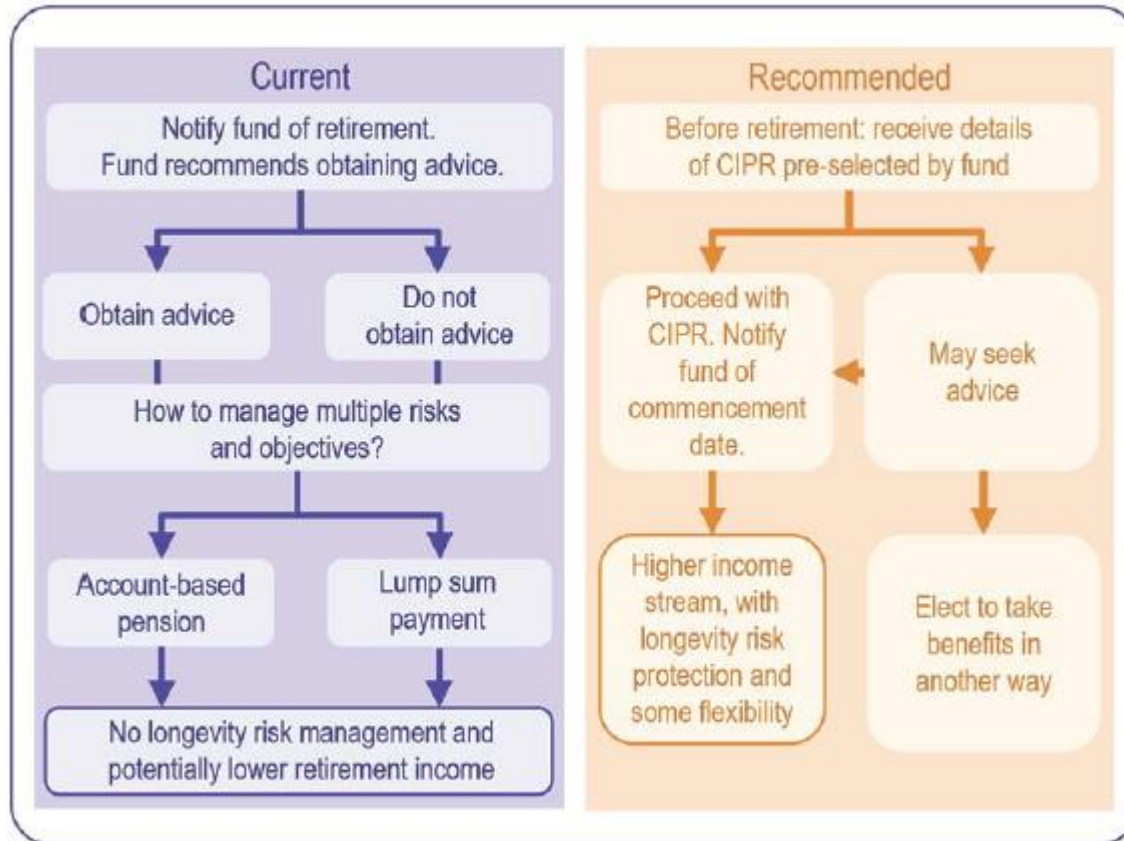 Current
Notify fund of retirement.
Fund recommends obtaining advice.
Obtain advice
Do not
obtain advice
How to manage multiple risks
and objectives?
Account-based
pension
Lump sum
payment
No longevity risk management and
potentially lower retirement income
Recommended
Before retirement: receive details
of CIPR pre-selected by fund
Proceed with
CIPR. Notify
fund of
commencement
date.
May seek
advice
Higher income
stream, with
longevity risk
protection and
some flexibility
Elect to take
benefits in
another way